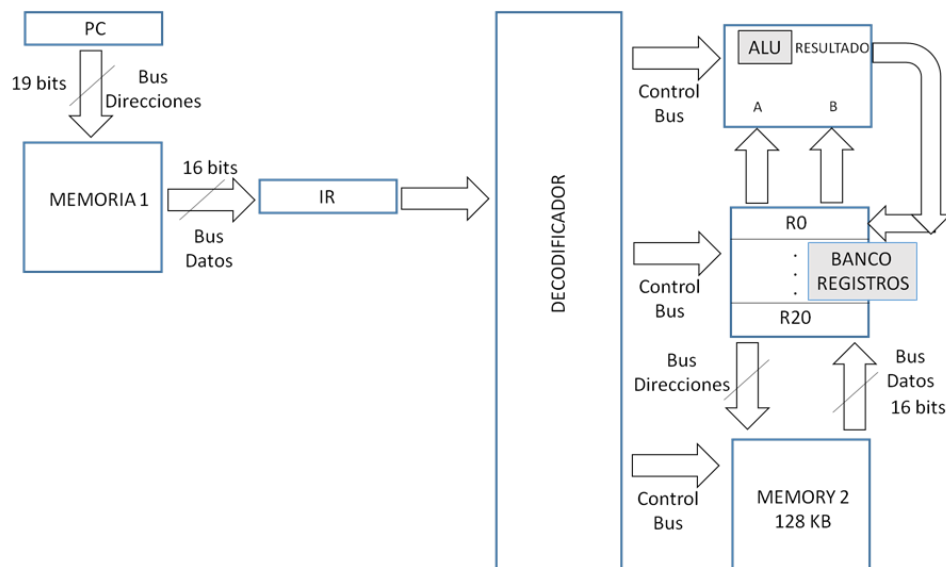 PC
19 bits
Bus
Direcciones
MEMORIA 1
16 bits
Bus
Datos
IR
DECODIFICADOR
Control
Bus
ALU
RESULTADO
A
B
Control
Bus
R0
.
.
.
BANCO
REGISTROS
R20
Bus
Direcciones
Bus
Datos
16 bits
Control
Bus
MEMORY 2
128 KB